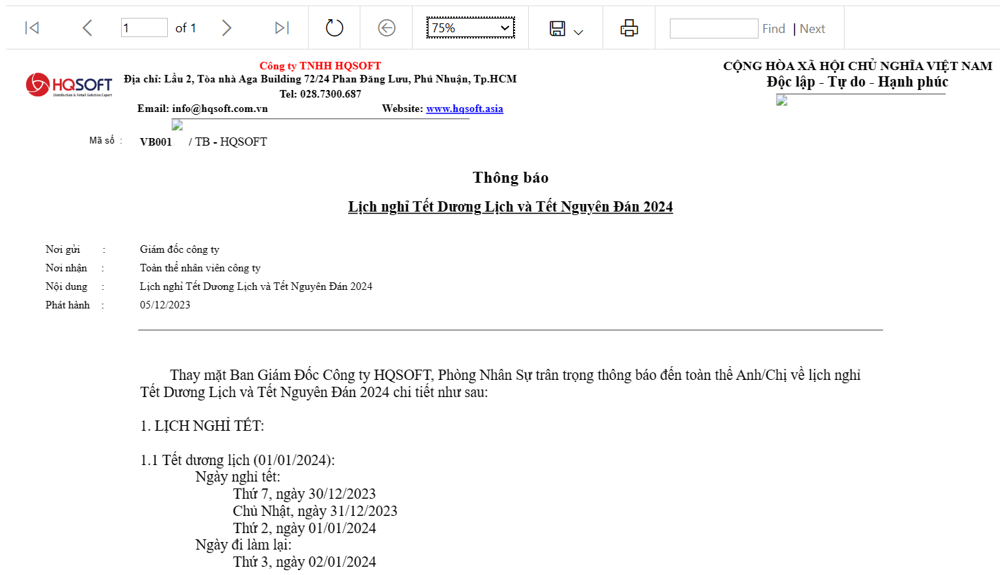 1 of 1 75% Find | Next
HQSOFT
Distribution & Retail Solution Expert
Công ty TNHH HQSOFT
Địa chỉ: Lầu 2, Tòa nhà Aga Building 72/24 Phan Đăng Lưu, Phú Nhuận, Tp.HCM
Tel: 028.7300.687
Email: info@hqsoft.com.vn Website: www.hqsoft.asia
CỘNG HÒA XÃ HỘI CHỦ NGHĨA VIỆT NAM
Độc lập - Tự do - Hạnh phúc
Mã số : VB001 / TB - HQSOFT
Thông báo
Lịch nghỉ Tết Dương Lịch và Tết Nguyên Đán 2024
Nơi gửi : Giám đốc công ty
Nơi nhận : Toàn thể nhân viên công ty
Nội dung : Lịch nghỉ Tết Dương Lịch và Tết Nguyên Đán 2024
Phát hành : 05/12/2023
Thay mặt Ban Giám Đốc Công ty HQSOFT, Phòng Nhân Sự trân trọng thông báo đến toàn thể Anh/Chị về lịch nghỉ
Tết Dương Lịch và Tết Nguyên Đán 2024 chi tiết như sau:
1. LỊCH NGHỈ TẾT:
1.1 Tết dương lịch (01/01/2024):
Ngày nghỉ tết:
Thứ 7, ngày 30/12/2023
Chủ Nhật, ngày 31/12/2023
Thứ 2, ngày 01/01/2024
Ngày đi làm lại:
Thứ 3, ngày 02/01/2024